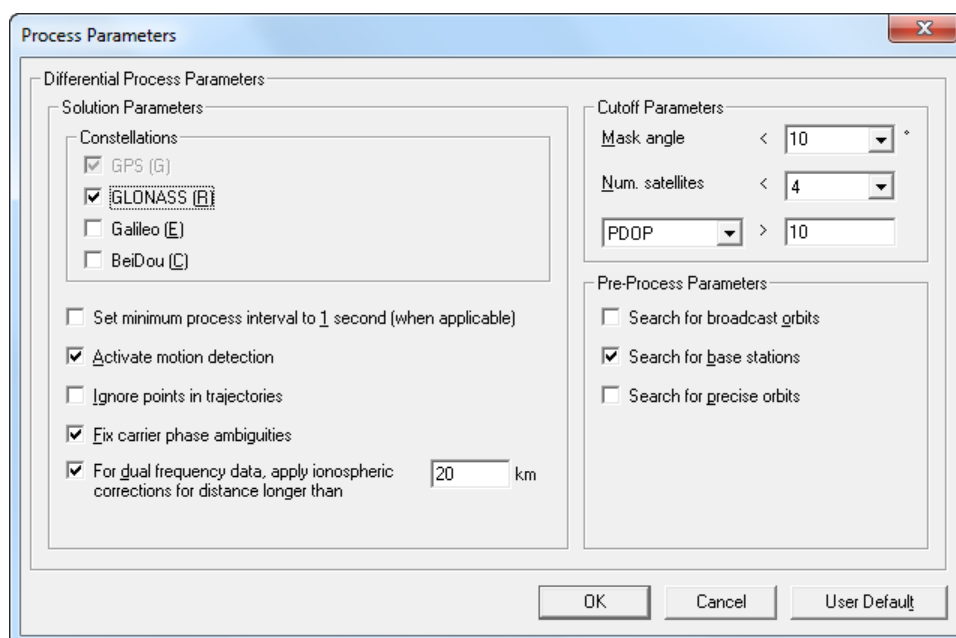 Process Parameters
Differential Process Parameters
Solution Parameters
Constellations
GPS (G)
GLONASS (R)
Galileo (E)
BeiDou (C)
Set minimum process interval to 1 second (when applicable)
Activate motion detection
Ignore points in trajectories
Fix carrier phase ambiguities
For dual frequency data, apply ionospheric
corrections for distance longer than
20 km
Cutoff Parameters
Mask angle < 10 °
Num. satellites < 4
PDOP > 10
Pre-Process Parameters
Search for broadcast orbits
Search for base stations
Search for precise orbits
OK
Cancel
User Default